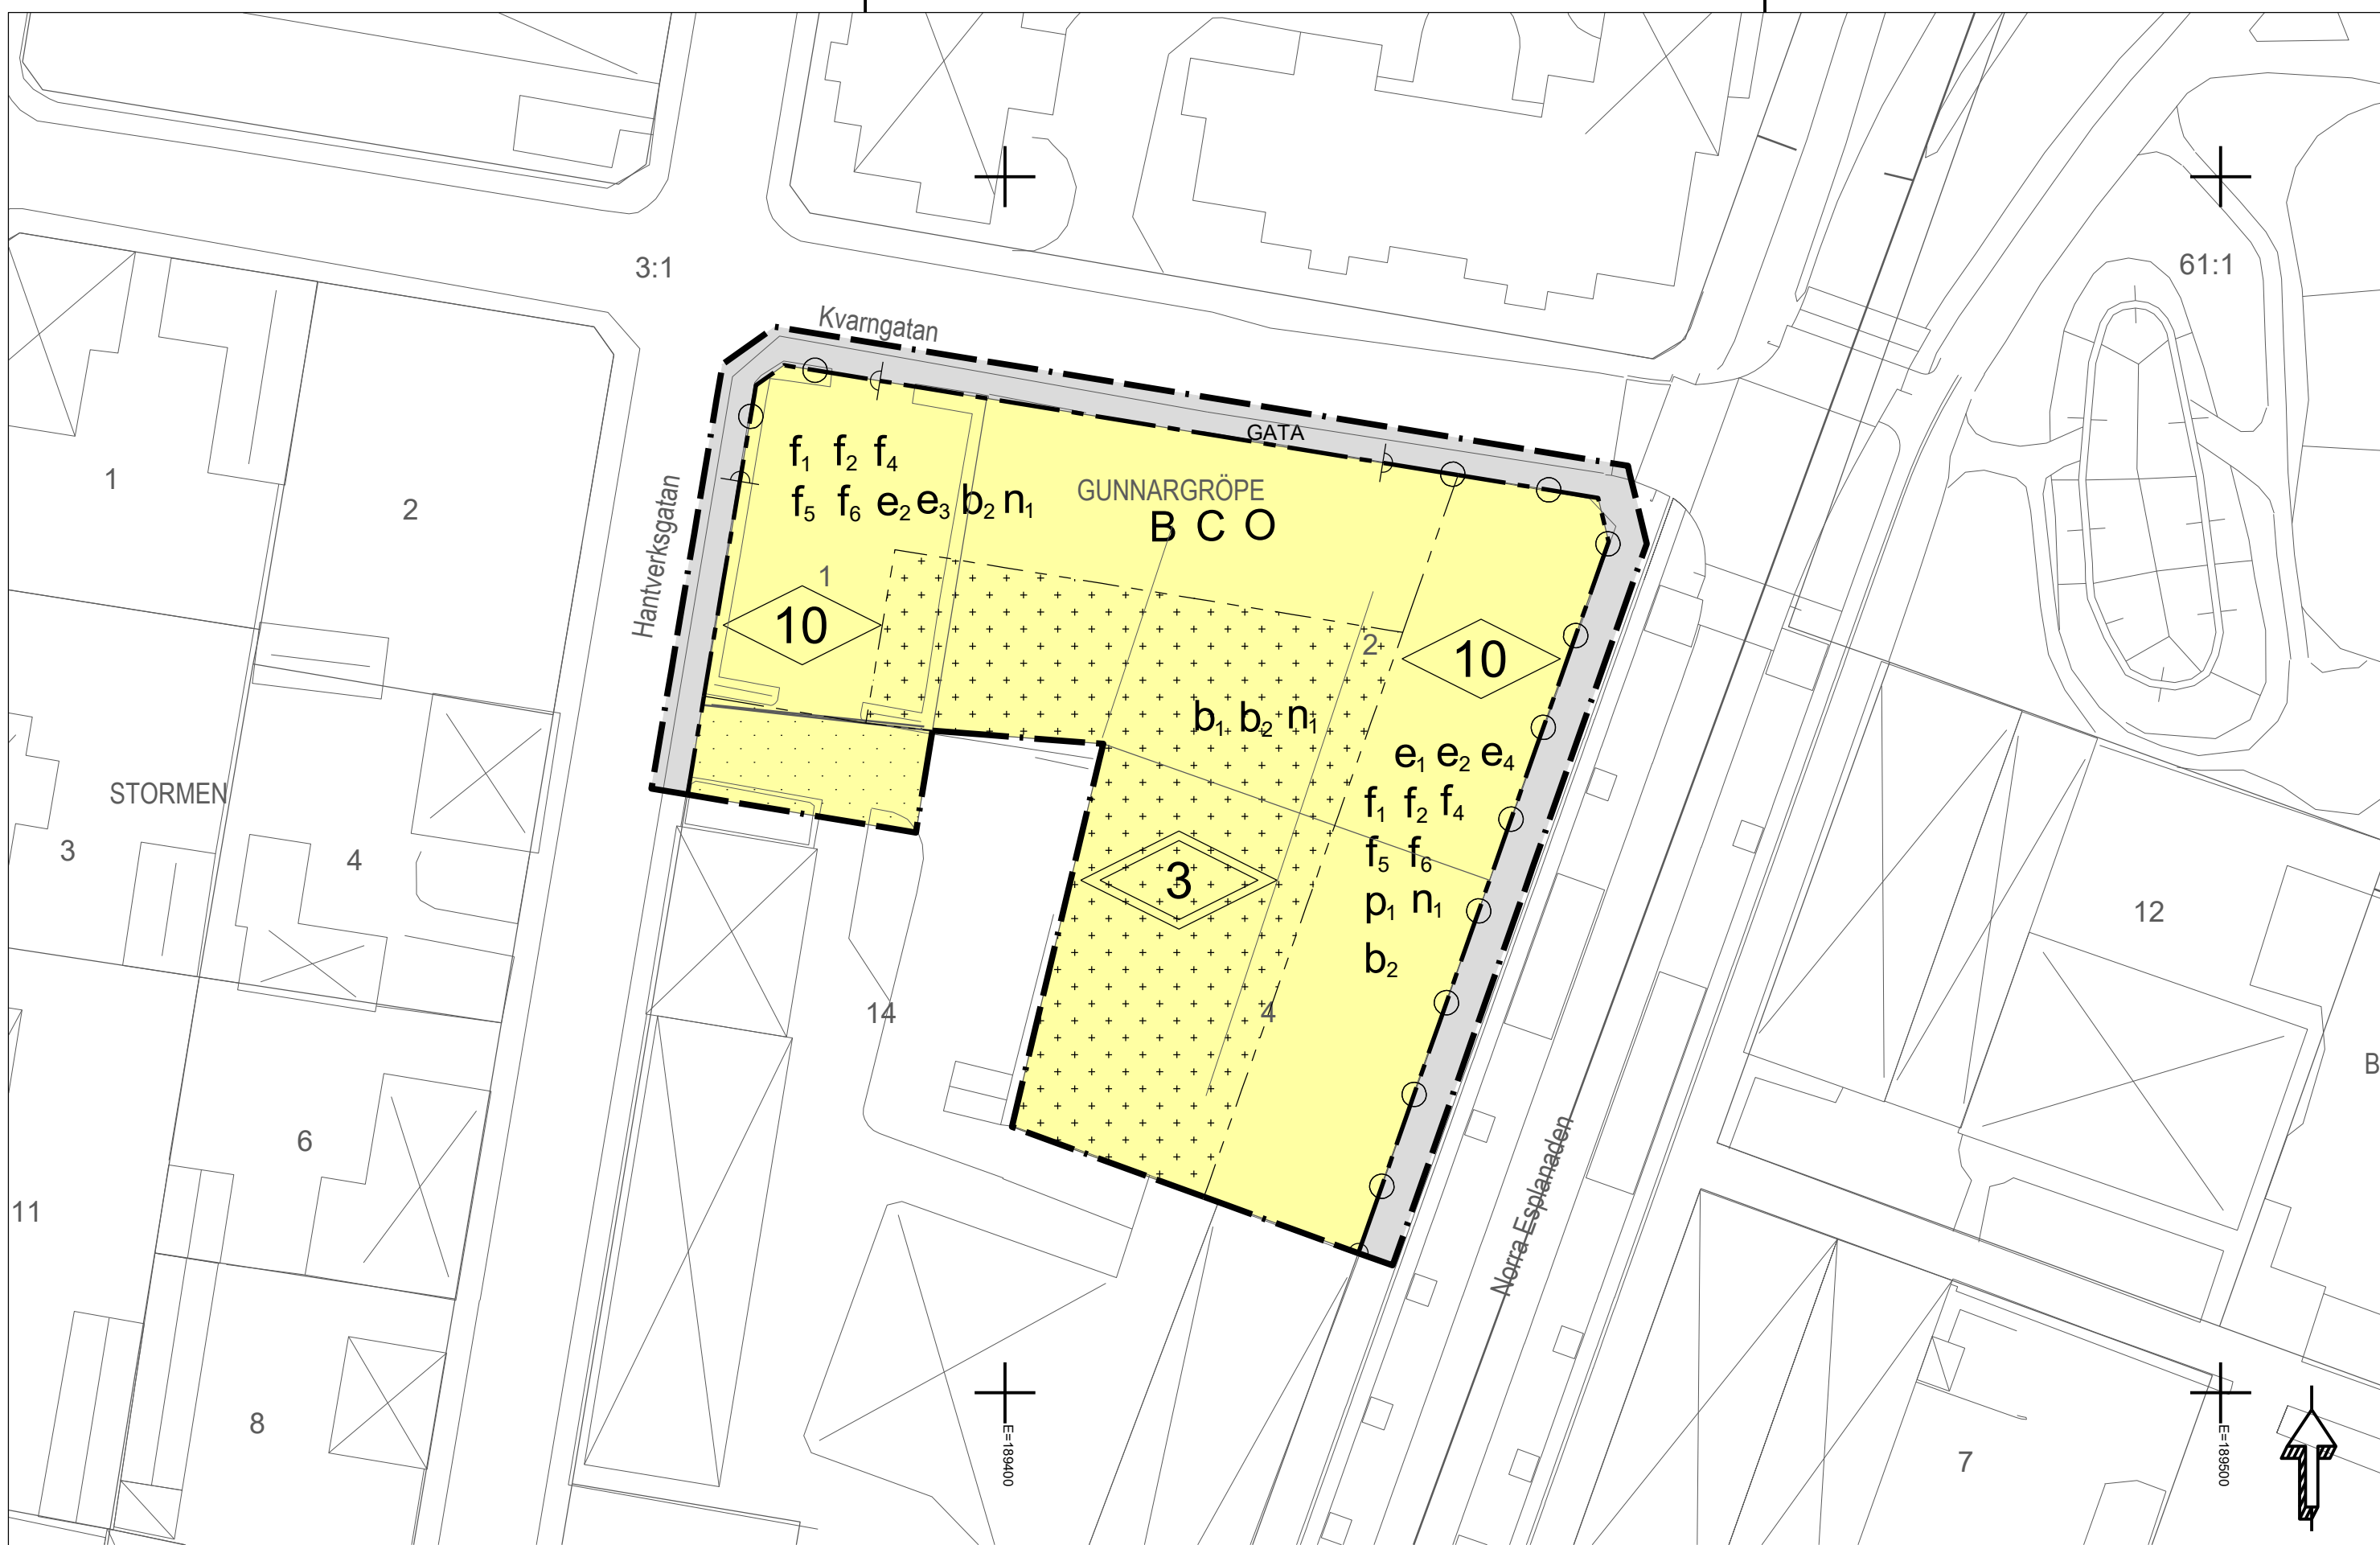 3:1
61:1
Kvarngatan
GATA
f₁ f₂ f₄
f₅ f₆ e₂ e₃ b₂ n₁
Hantverksgatan
GUNNARGRÖPE
B C O
1
2
1
10
2
10
b₁ b₂ n₁
e₁ e₂ e₄
f₁ f₂ f₄
f₅ f₆
p₁ n₁
b₂
STORMEN
3
4
3
12
14
4
B
6
11
Norra Esplanaden
8
7
E=189400
E=189500